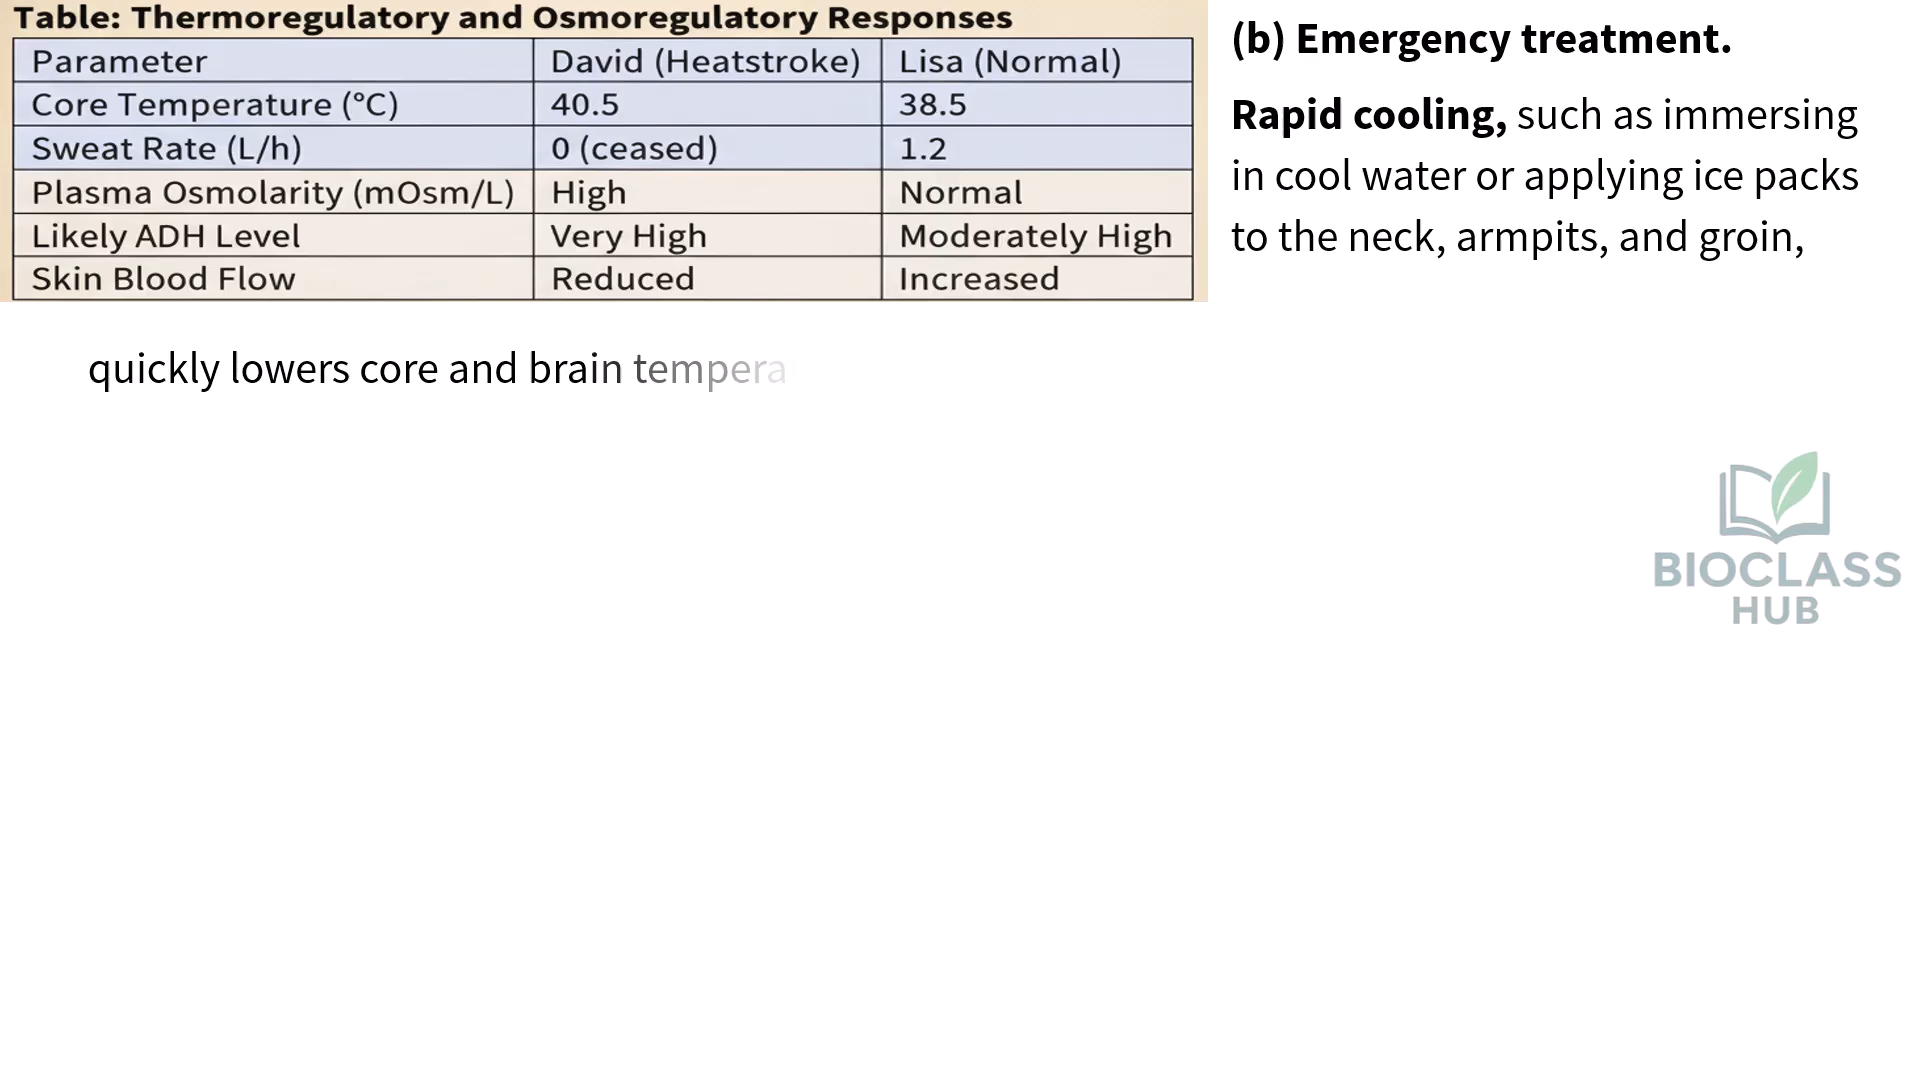 Table: Thermoregulatory and Osmoregulatory Responses
Parameter David (Heatstroke) Lisa (Normal)
Core Temperature (°C) 40.5 38.5
Sweat Rate (L/h) 0 (ceased) 1.2
Plasma Osmolarity (mOsm/L) High Normal
Likely ADH Level Very High Moderately High
Skin Blood Flow Reduced Increased
(b) Emergency treatment.
Rapid cooling, such as immersing
in cool water or applying ice packs
to the neck, armpits, and groin,
quickly lowers core and brain tempera
BIOCLASS
HUB